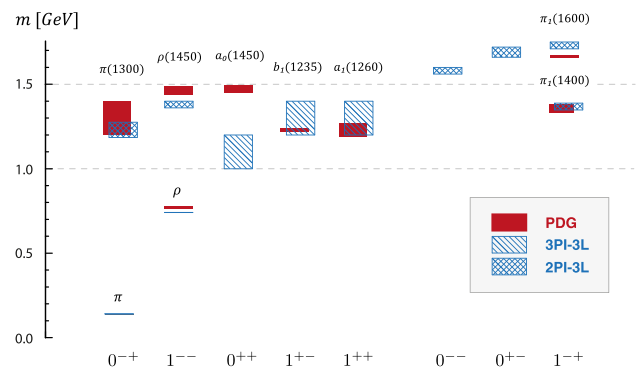 m [GeV]
π₁(1600)
π(1300) ρ(1450) a₀(1450) b₁(1235) a₁(1260)
π₁(1400)
1.5
1.0
0.5
0.0
ρ
π
PDG
3PI-3L
2PI-3L
0⁻⁺ 1⁻⁻ 0⁺⁺ 1⁺⁻ 1⁺⁺ 0⁻⁻ 0⁺⁻ 1⁻⁺